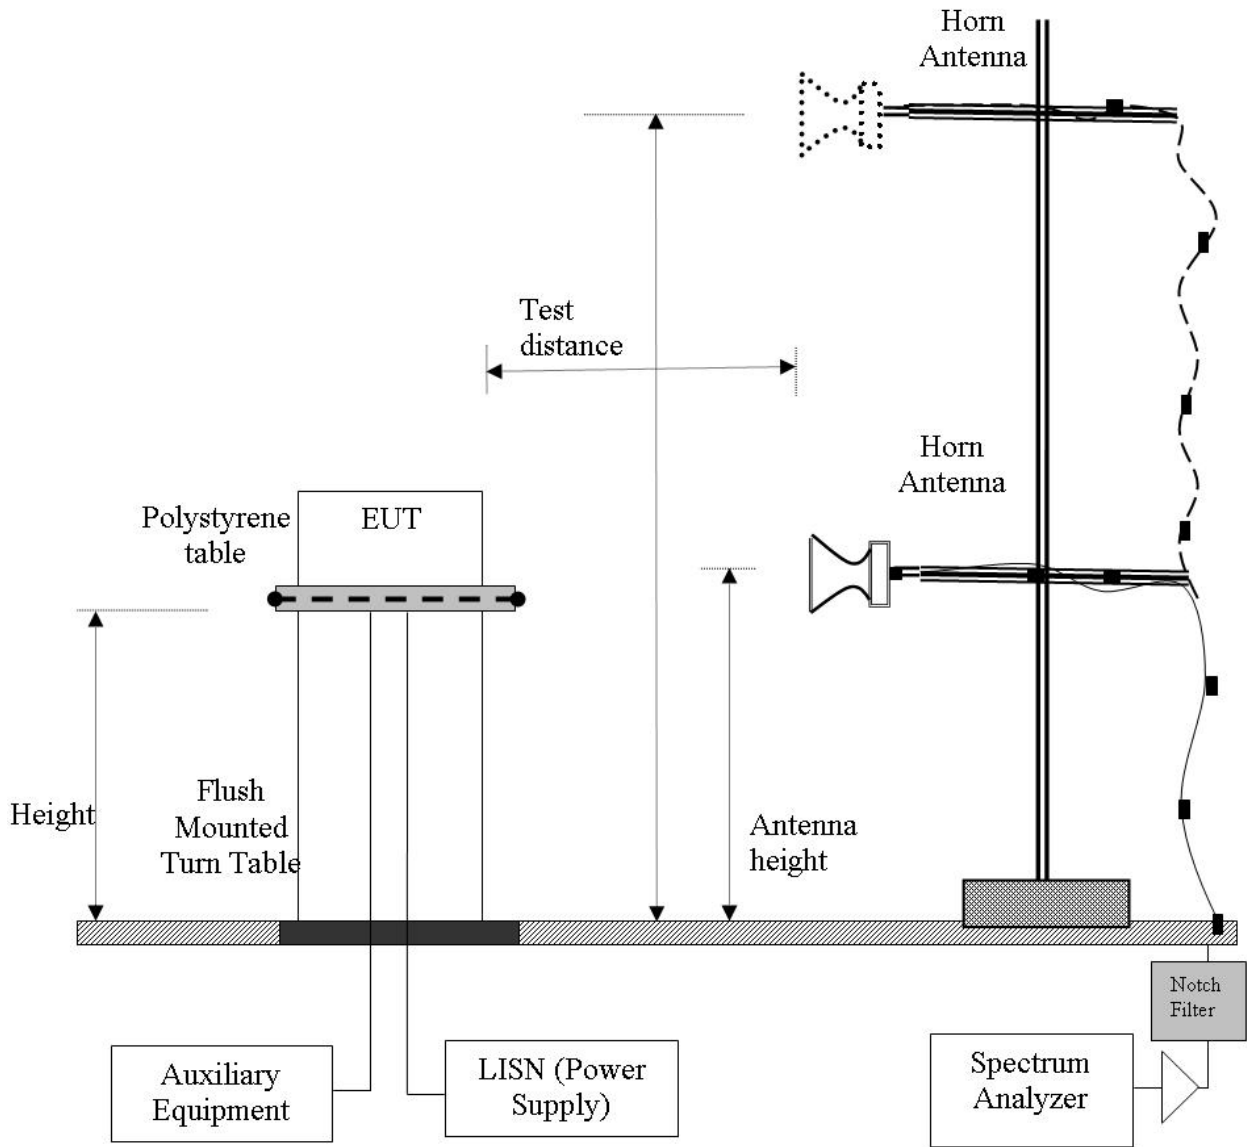 Horn
Antenna
Test
distance
Horn
Antenna
Polystyrene
table
EUT
Height
Flush
Mounted
Turn Table
Antenna
height
Notch
Filter
Auxiliary
Equipment
LISN (Power
Supply)
Spectrum
Analyzer